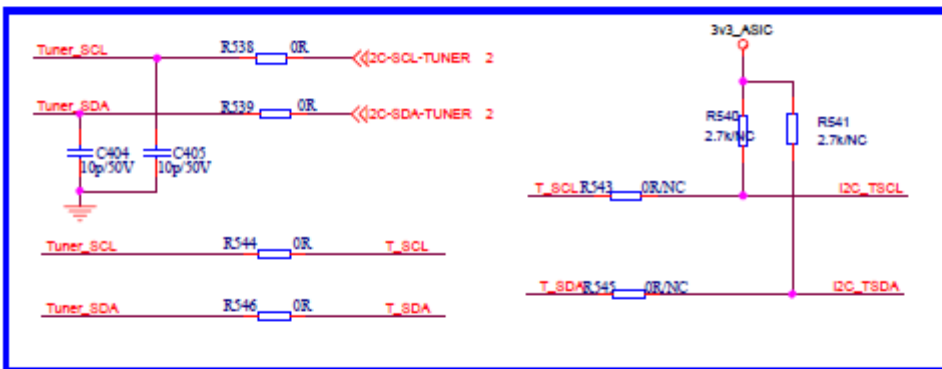 3v3_ASIC
Tuner_SCL R538 0R I2C-SCL-TUNER 2
Tuner_SDA R539 0R I2C-SDA-TUNER 2
R540
2.7k/NC
R541
2.7k/NC
C404
10p/50V
C405
10p/50V
T_SCL R543 0R/NC I2C_TSCL
Tuner_SCL R544 0R T_SCL
T_SDA R545 0R/NC I2C_TSDA
Tuner_SDA R546 0R T_SDA